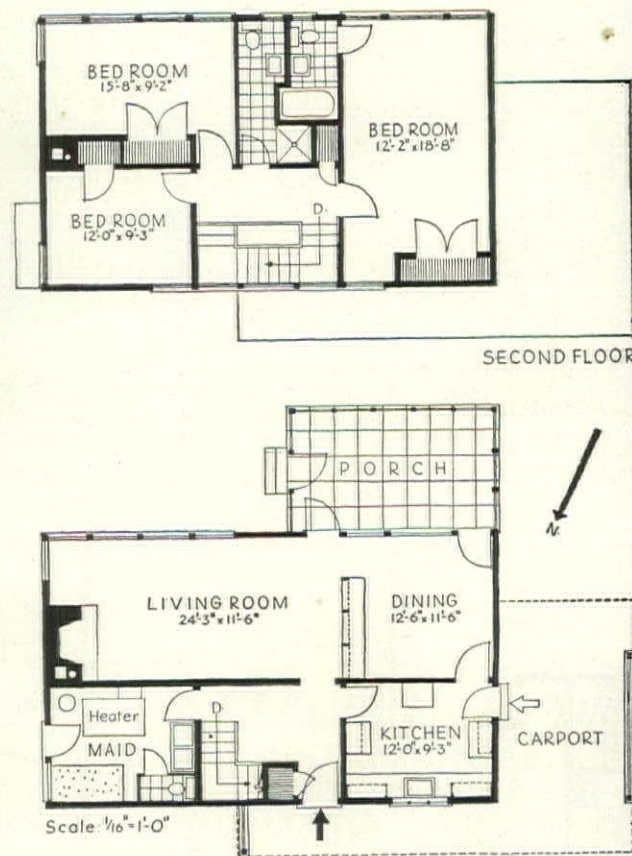 BED ROOM
15'-8" x 9'-2"
BED ROOM
12'-2" x 18'-8"
BED ROOM
12'-0" x 9'-3"
D.
SECOND FLOOR
PORCH
N.
LIVING ROOM
24'-3" x 11'-6"
DINING
12'-6" x 11'-6"
Heater
MAID
D.
KITCHEN
12'-0" x 9'-3"
CARPORT
Scale: 1/16" = 1'-0"